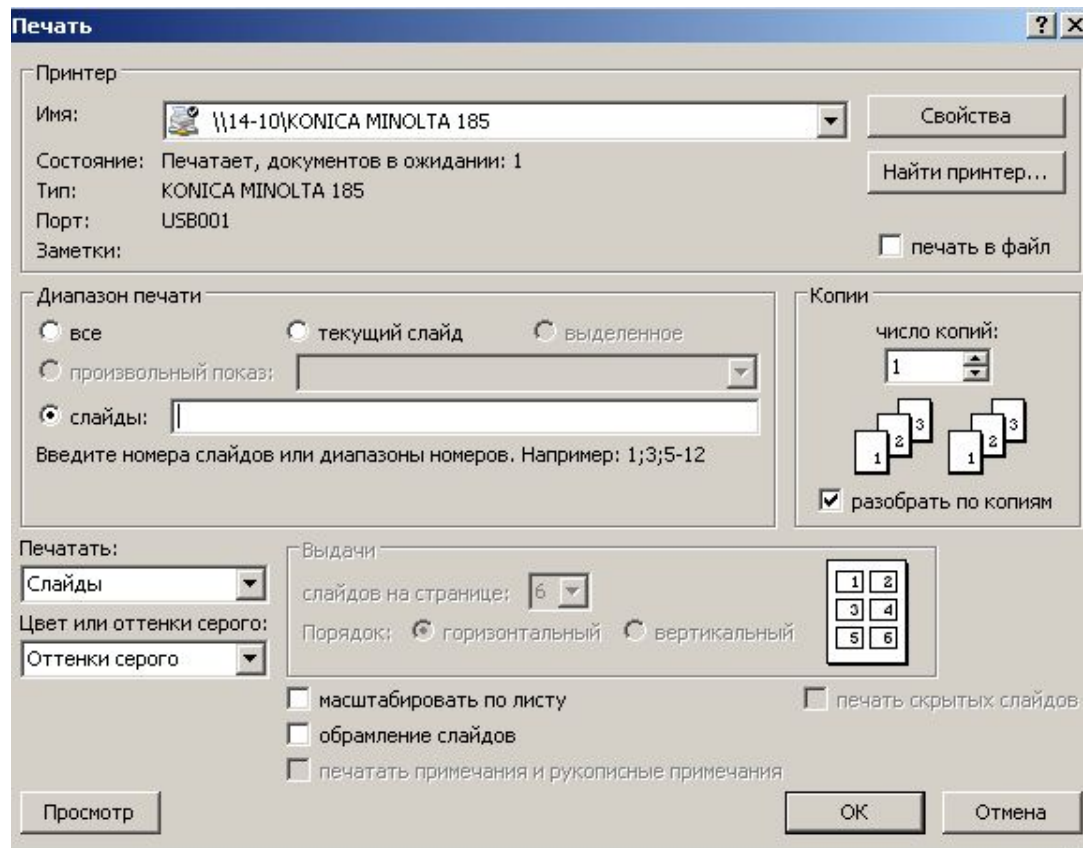 Печать
Принтер
Имя: \\14-10\KONICA MINOLTA 185 Свойства
Состояние: Печатает, документов в ожидании: 1
Найти принтер...
Тип: KONICA MINOLTA 185
Порт: USB001
Заметки: печать в файл
Диапазон печати
все текущий слайд выделенное
произвольный показ:
слайды:
Введите номера слайдов или диапазоны номеров. Например: 1;3;5-12
Копии
число копий:
1
1 2 3 1 2 3
разобрать по копиям
Печатать:
Слайды
Цвет или оттенки серого:
Оттенки серого
Выдачи
слайдов на странице: 6
Порядок: горизонтальный вертикальный
1 2
3 4
5 6
масштабировать по листу печать скрытых слайдов
обрамление слайдов
печатать примечания и рукописные примечания
Просмотр ОК Отмена